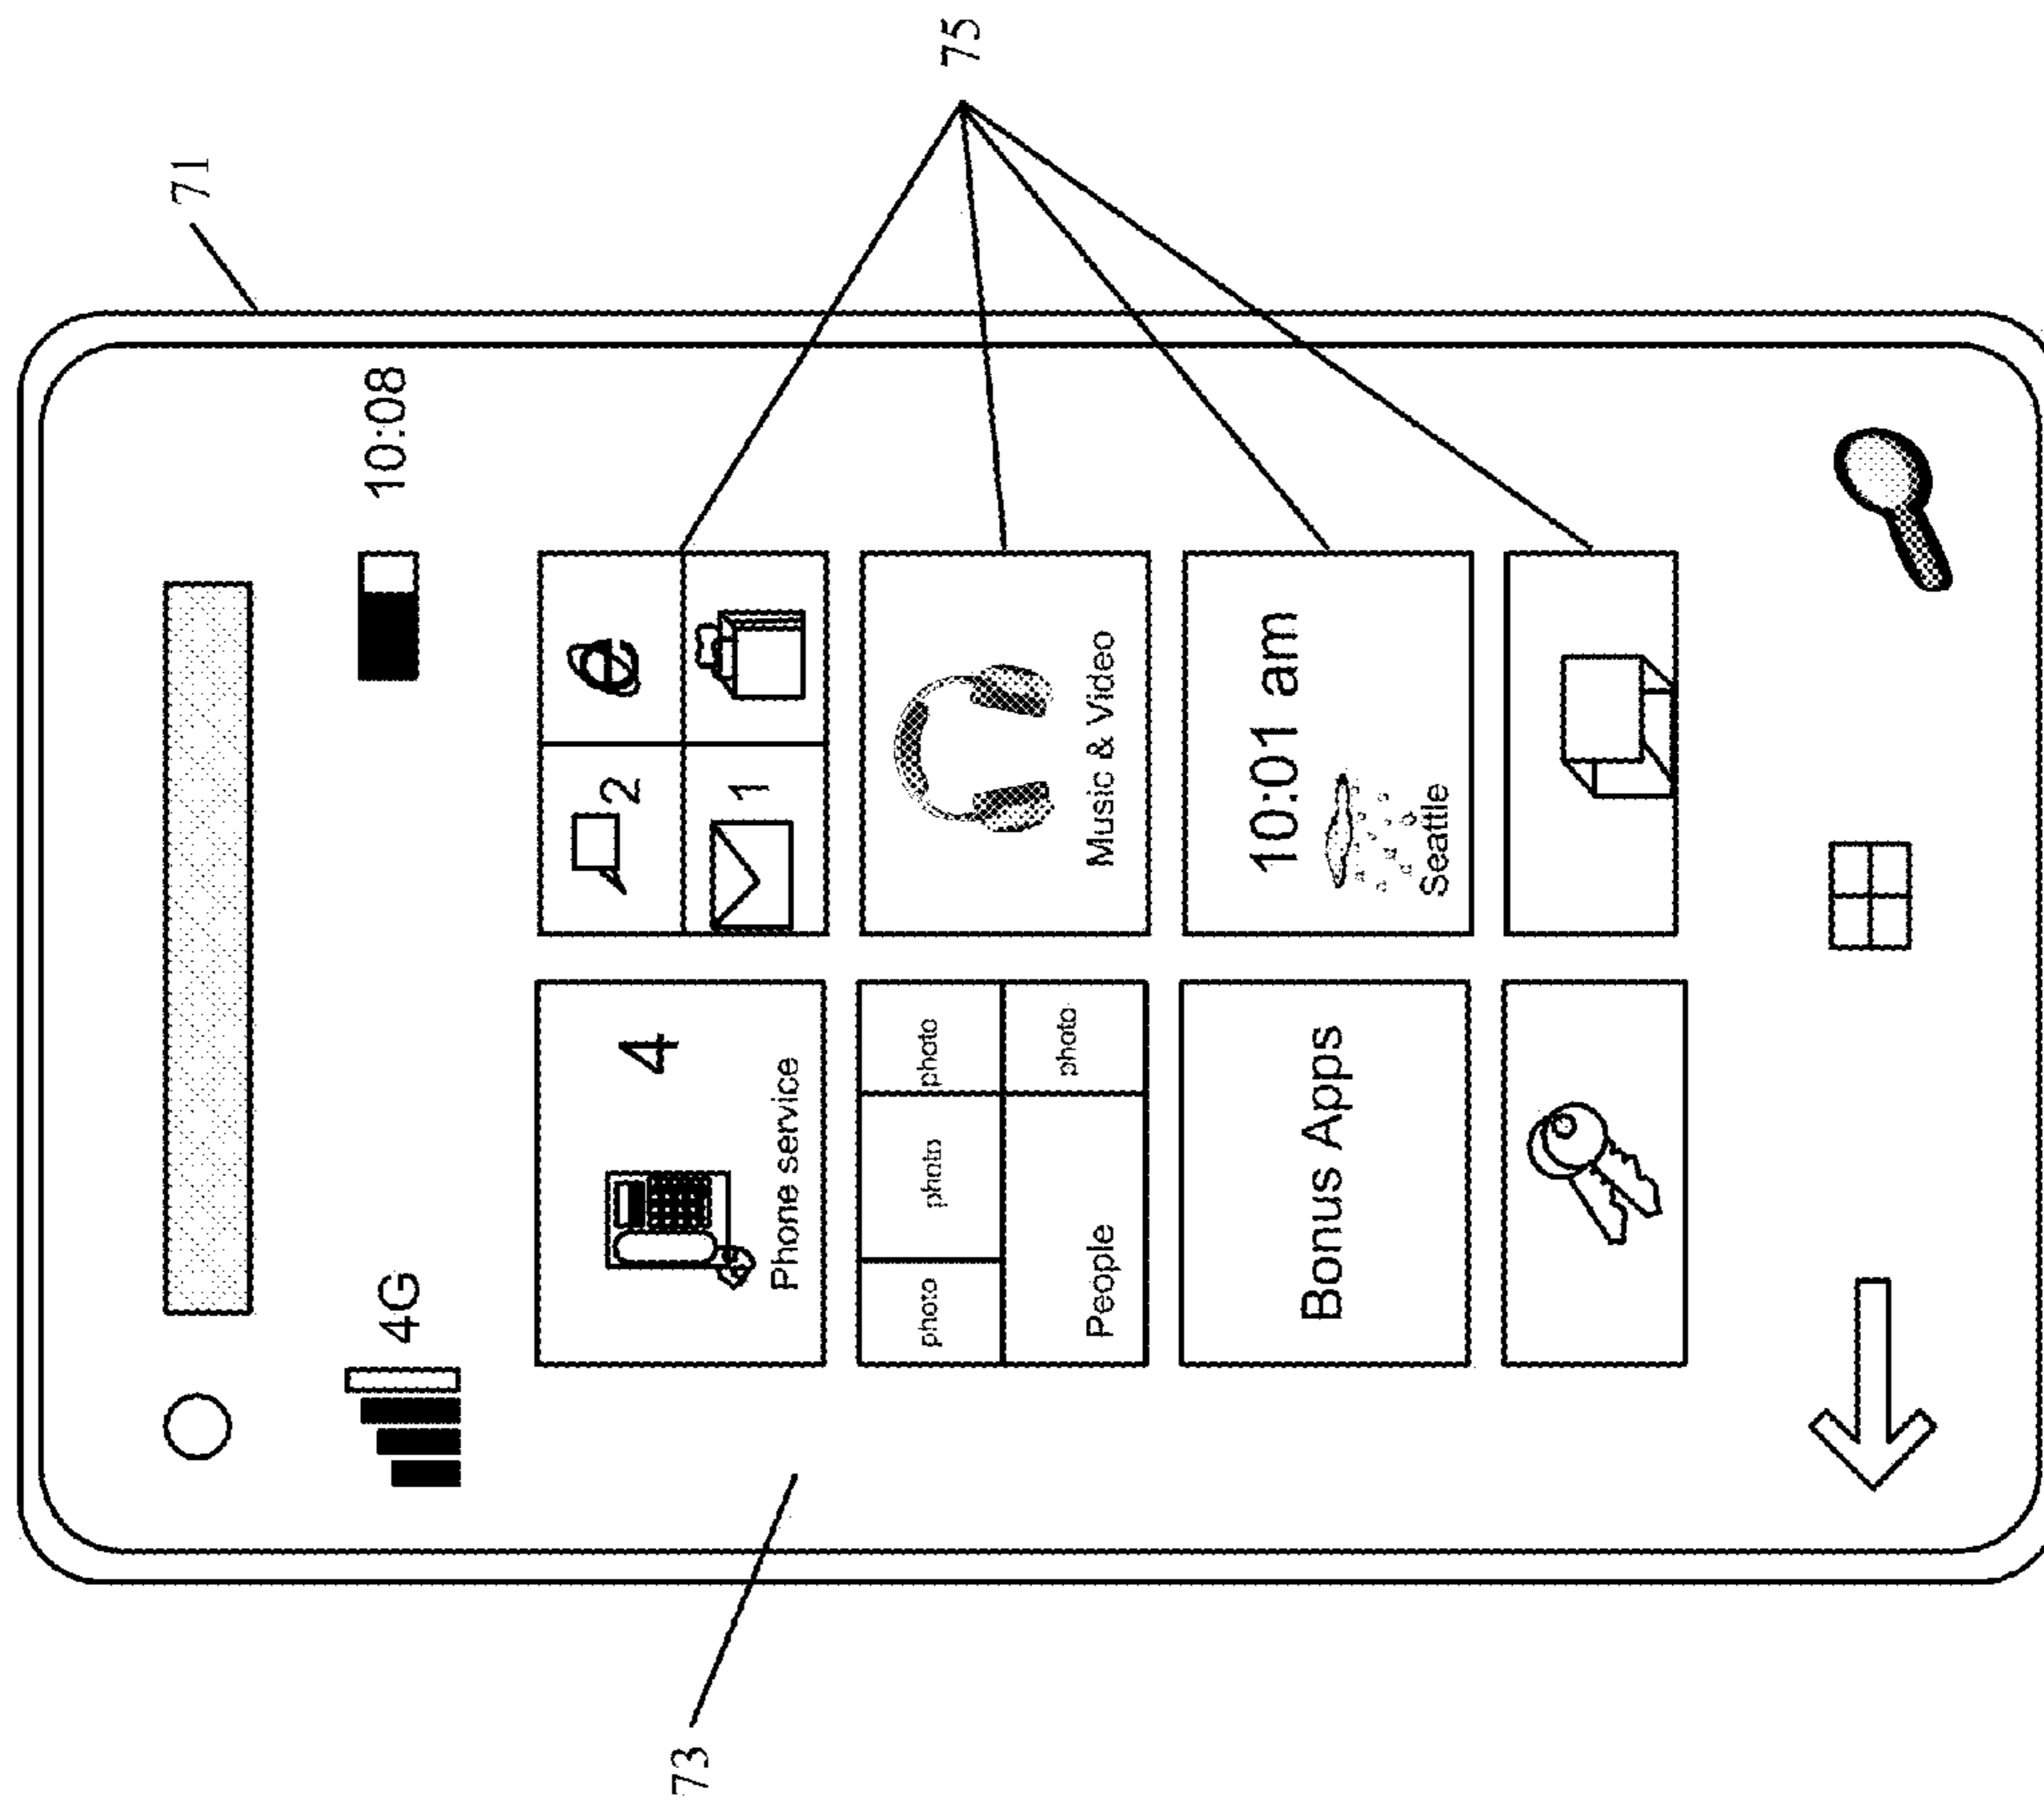 71
75
4G
10:08
4
Phone service
2
e
1
photo
photo
photo
People
photo
Music & Video
Bonus Apps
10:01 am
Seattle
73